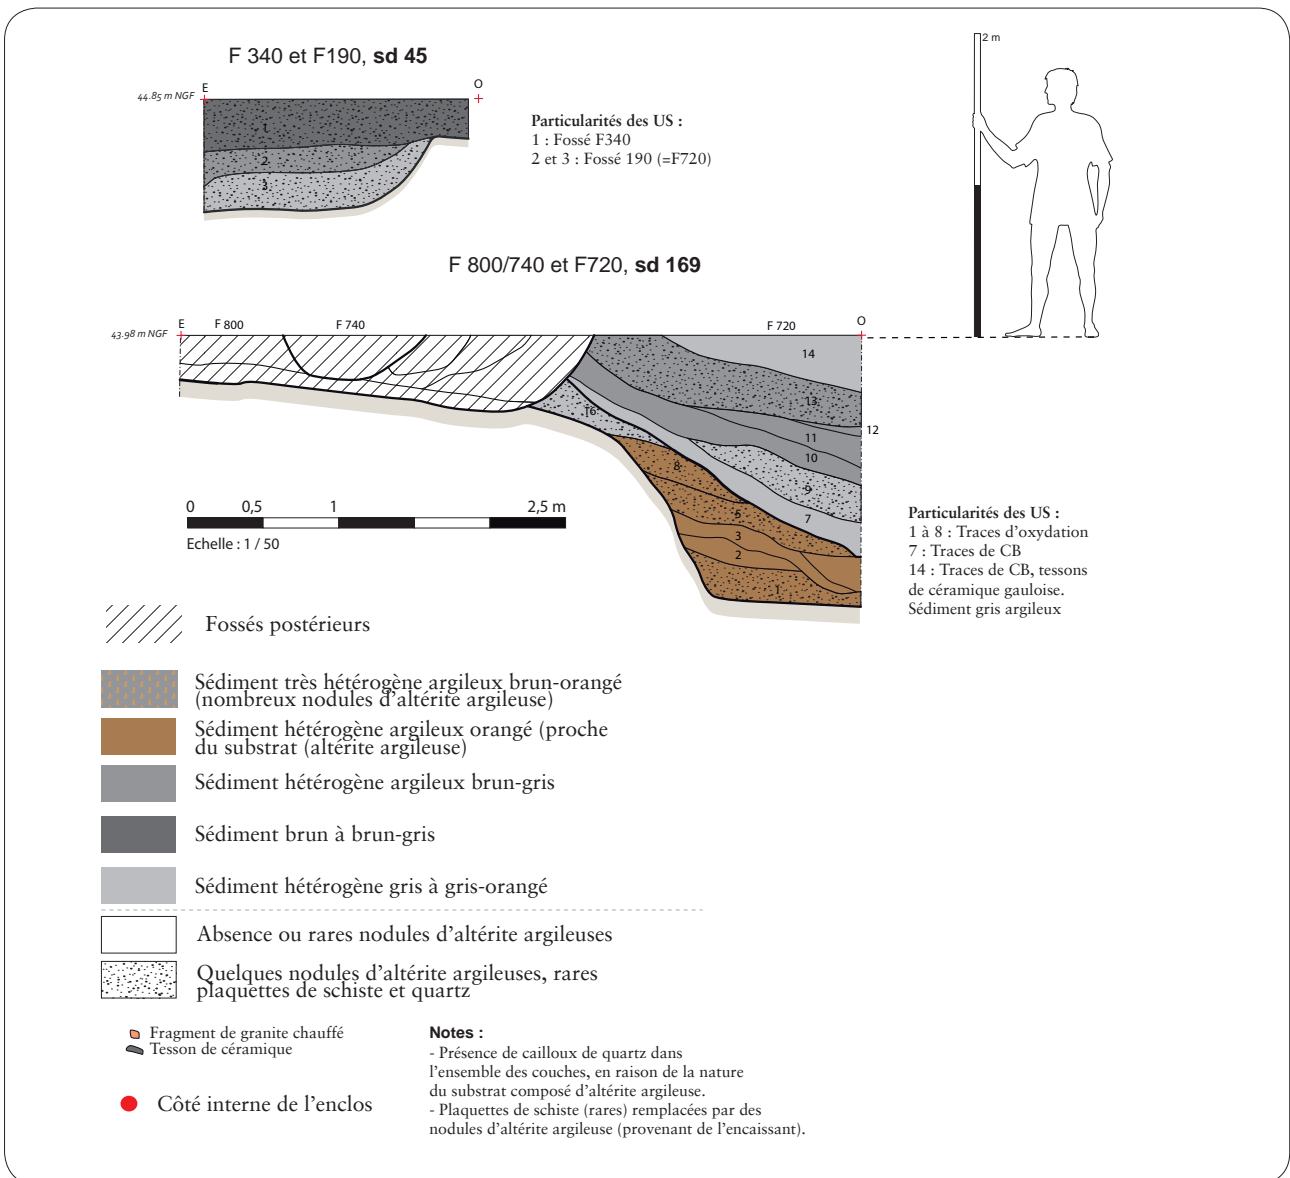 F 340 et F190, sd 45
E
O
44.85 m NGF
1
2
3
Particularités des US :
1 : Fossé F340
2 et 3 : Fossé 190 (=F720)
2 m
F 800/740 et F720, sd 169
43.98 m NGF
E
F 800
F 740
F 720
O
14
13
12
11
10
16
9
8
7
5
3
2
1
0
0,5
1
2,5 m
Echelle : 1 / 50
Particularités des US :
1 à 8 : Traces d'oxydation
7 : Traces de CB
14 : Traces de CB, tessons
de céramique gauloise.
Sédiment gris argileux
Fossés postérieurs
Sédiment très hétérogène argileux brun-orangé
(nombreux nodules d'altérite argileuse)
Sédiment hétérogène argileux orangé (proche
du substrat (altérite argileuse)
Sédiment hétérogène argileux brun-gris
Sédiment brun à brun-gris
Sédiment hétérogène gris à gris-orangé
Absence ou rares nodules d'altérite argileuses
Quelques nodules d'altérite argileuses, rares
plaquettes de schiste et quartz
Fragment de granite chauffé
Tesson de céramique
Côté interne de l'enclos
Notes :
- Présence de cailloux de quartz dans
l'ensemble des couches, en raison de la nature
du substrat composé d'altérite argileuse.
- Plaquettes de schiste (rares) remplacées par des
nodules d'altérite argileuse (provenant de l'encaissant).